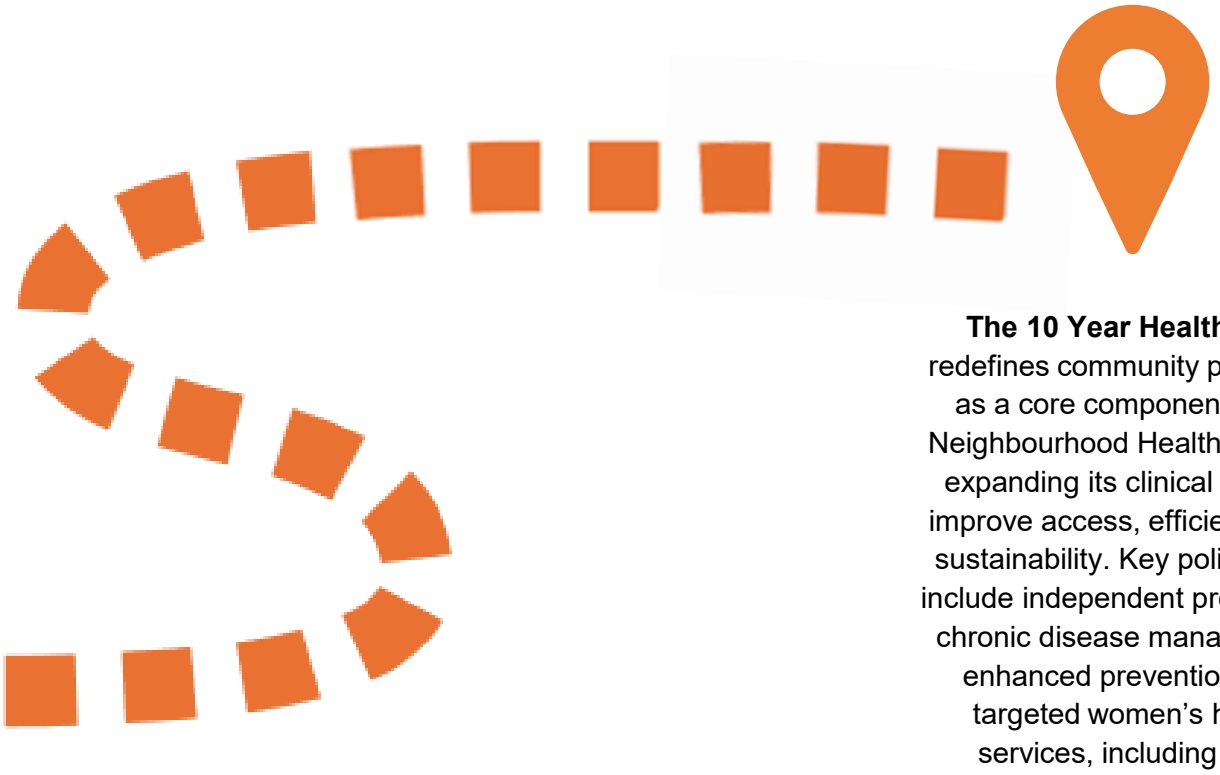 The 10 Year Health
redefines community p
as a core componen
Neighbourhood Health
expanding its clinical
improve access, efficie
sustainability. Key poli
include independent pr
chronic disease mana
enhanced preventio
targeted women's h
services, including